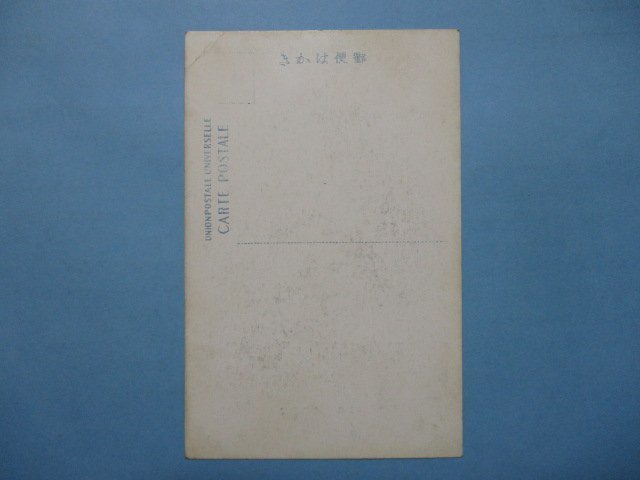 郵便はかき
UNION POSTALE UNIVERSELLE
CARTE POSTALE